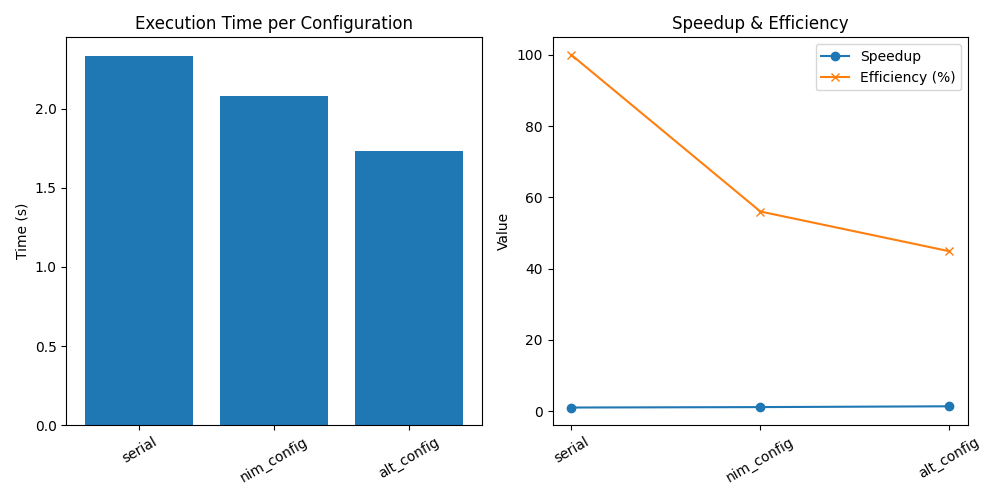 Execution Time per Configuration
Time (s)
2.0
1.5
1.0
0.5
0.0
serial
nim_config
alt_config
Speedup & Efficiency
Speedup
Efficiency (%)
Value
100
80
60
40
20
0
serial
nim_config
alt_config